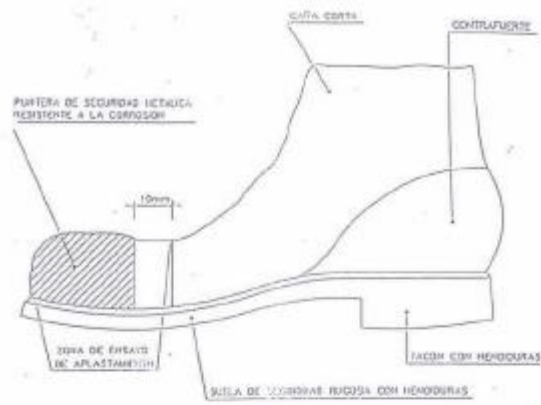 CAÑA CORTA
CONTRAFUERTE
PUNTERA DE SEGURIDAD METALICA
RESISTENTE A LA CORROSION
10mm
ZONA DE ENSAYO
DE APLASTAMIENTO
TACON CON HENDIDURAS
SUELA DE SEGURIDAD RUGOSA CON HENDIDURAS